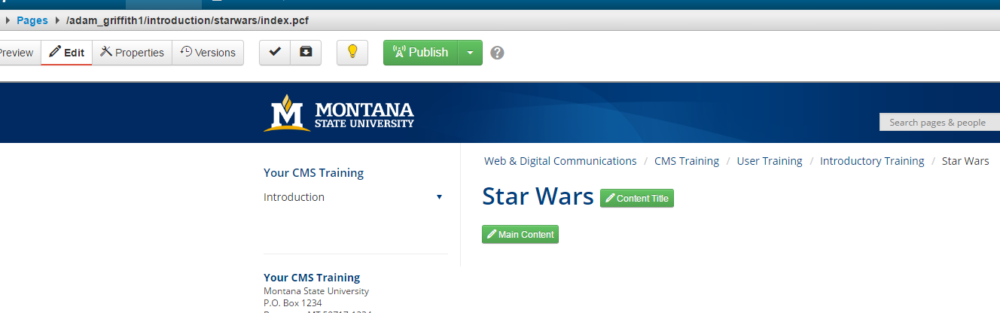 Pages /adam_griffith1/introduction/starwars/index.pcf
Preview Edit Properties Versions Publish ?
MONTANA
STATE UNIVERSITY
Search pages & people
Web & Digital Communications / CMS Training / User Training / Introductory Training / Star Wars
Your CMS Training
Introduction
Star Wars Content Title
Main Content
Your CMS Training
Montana State University
P.O. Box 1234